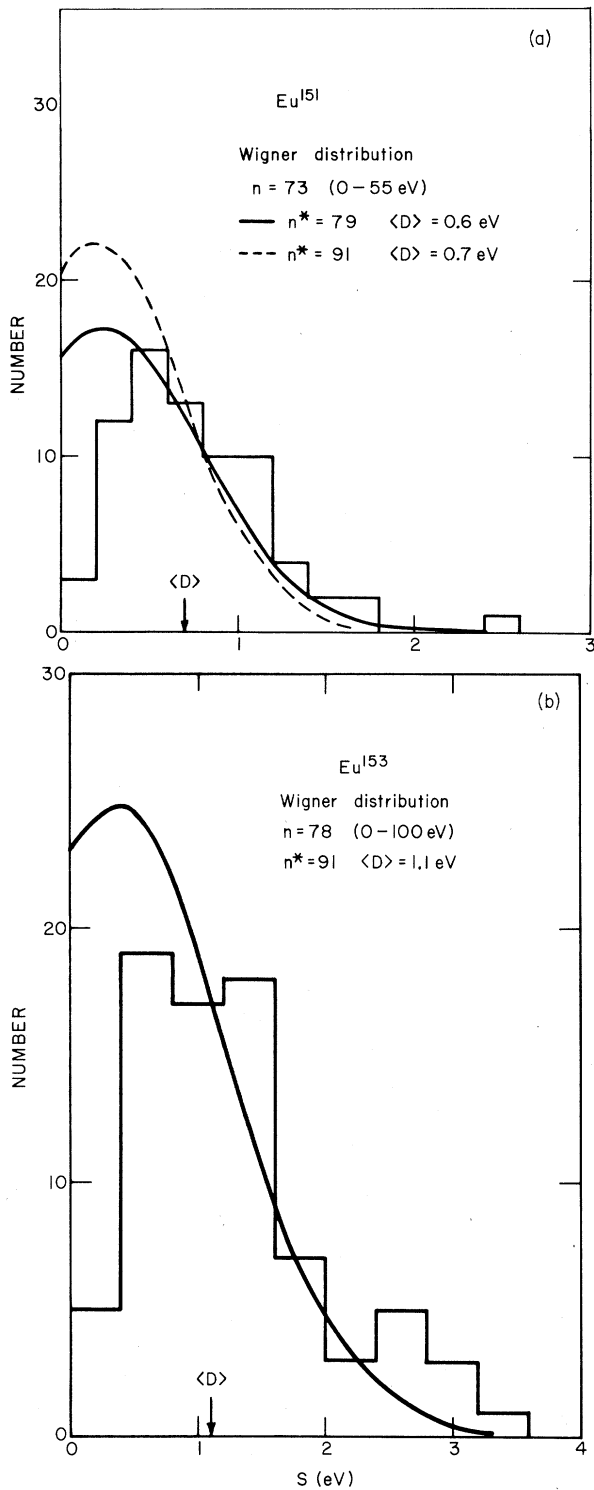 (a)
30
Eu151
Wigner distribution
n = 73 (0–55 eV)
n* = 79 ⟨D⟩ = 0.6 eV
n* = 91 ⟨D⟩ = 0.7 eV
20
NUMBER
10
⟨D⟩
0
0 1 2 3
30
(b)
Eu153
Wigner distribution
n = 78 (0–100 eV)
n* = 91 ⟨D⟩ = 1.1 eV
20
NUMBER
10
⟨D⟩
0
0 1 2 3 4
S (eV)